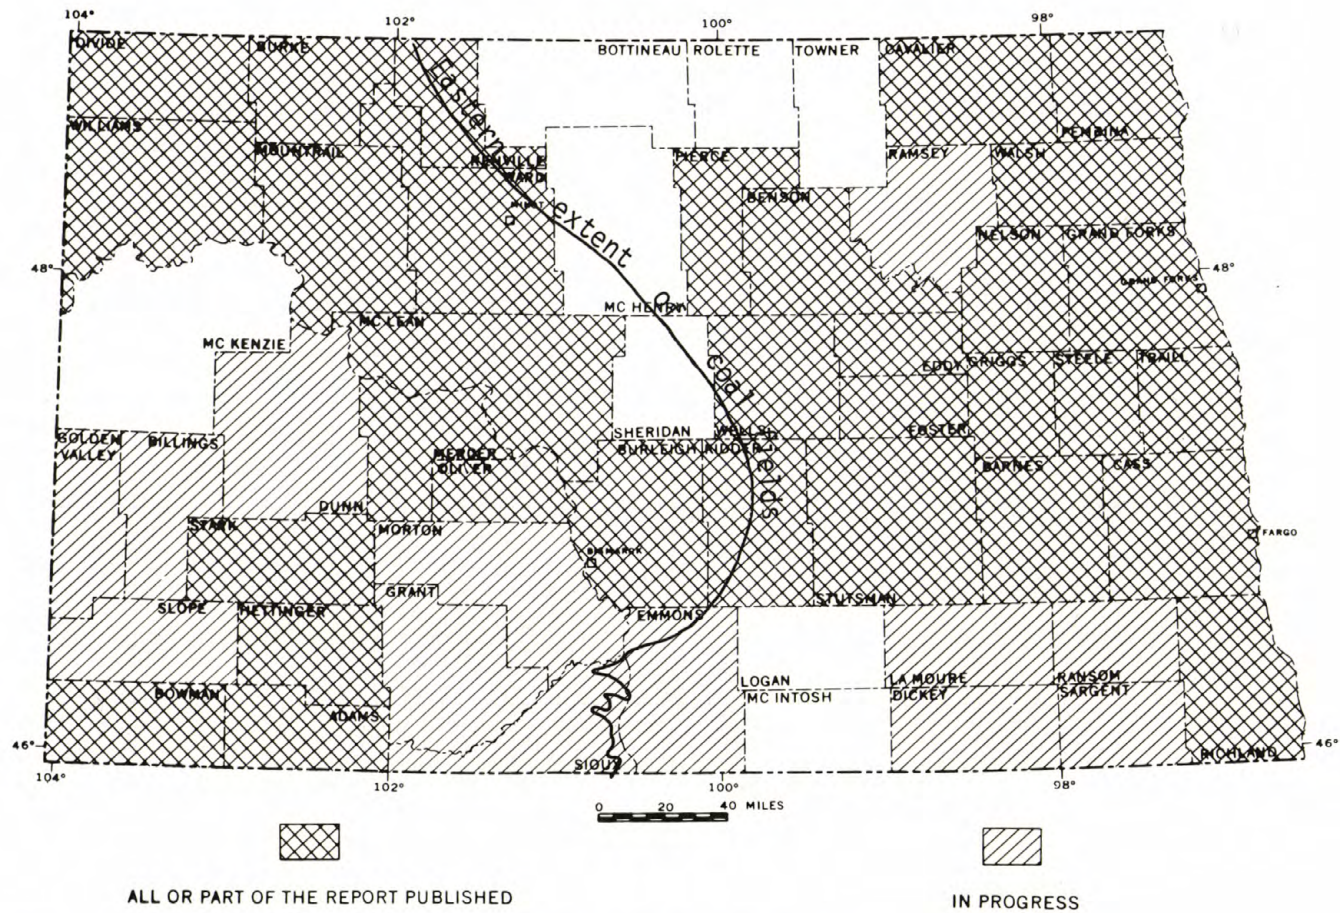 104°
102°
100°
98°
DIVIDE
BURKE
BOTTINEAU
ROLETTE
TOWNER
CAVALIER
PEMBINA
WILLIAMS
MOUNTRAIL
RENVILLE
WARD
MINOT
PIERCE
BENSON
RAMSEY
WALSH
NELSON
GRAND FORKS
GRAND FORKS
48°
48°
Eastern extent of coal fields
MC LEAN
MC HENRY
MC KENZIE
EDDY
GRIGGS
STEELE
TRAILL
GOLDEN
VALLEY
BILLINGS
SHERIDAN
WELLS
FOSTER
MERCER
OLIVER
BURLEIGH
KIDDER
BARNES
CASS
DUNN
STARK
MORTON
BISMARCK
FARGO
GRANT
SLOPE
HETTINGER
EMMONS
STUTSMAN
LOGAN
MC INTOSH
LA MOURE
DICKEY
RANSOM
SARGENT
BOWMAN
ADAMS
SIOUX
RICHLAND
46°
46°
104°
102°
100°
98°
0 20 40 MILES
ALL OR PART OF THE REPORT PUBLISHED
IN PROGRESS